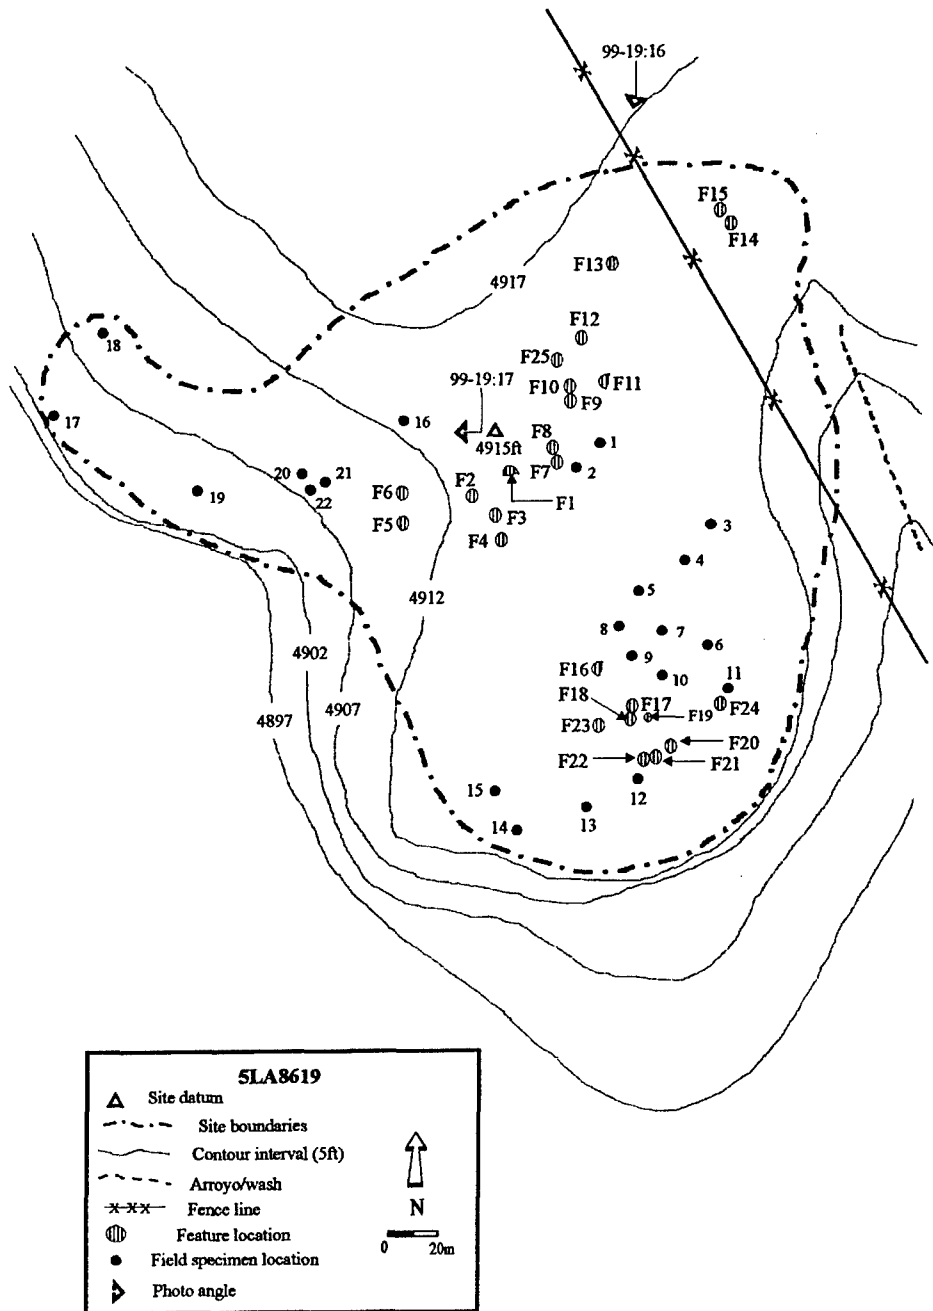 99-19:16
F15
F14
F13
4917
F12
18
F25
F10
F11
99-19:17
F9
17
16
F8
1
4915ft
F7
2
20
21
F6
F2
19
22
F1
F3
3
F5
F4
4
4912
5
8
7
6
4902
9
F16
10
11
4907
F18
F17
F19
F24
4897
F23
F20
F22
F21
15
12
14
13
5LA8619
Site datum
Site boundaries
Contour interval (5ft)
Arroyo/wash
N
Fence line
Feature location
0 20m
Field specimen location
Photo angle